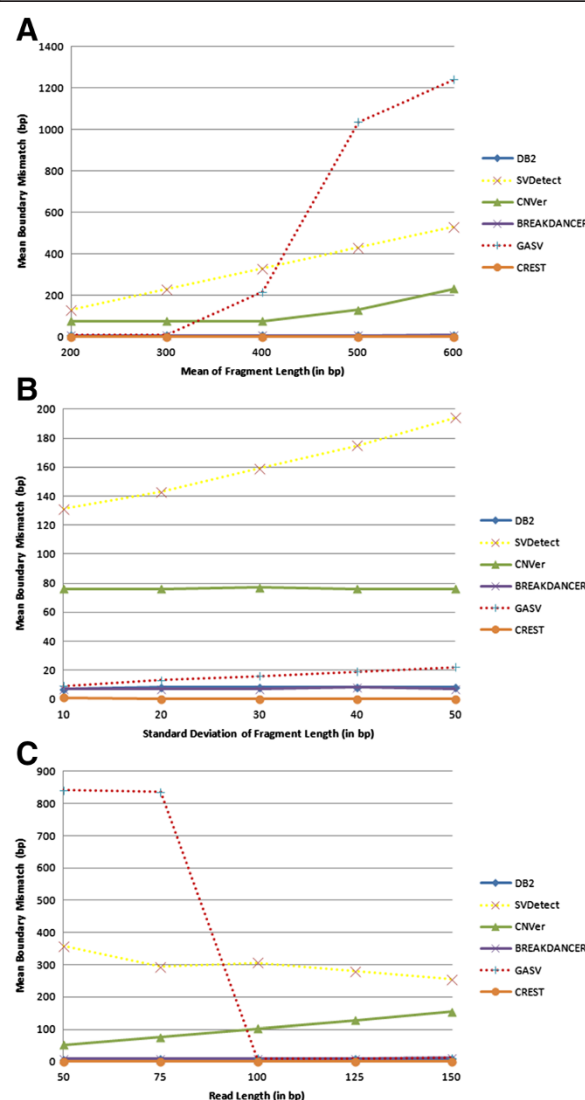 A
1400
1200
1000
800
600
400
200
0
200 300 400 500 600
Mean Boundary Mismatch (bp)
Mean of Fragment Length (in bp)
DB2
SVDetect
CNVer
BREAKDANCER
GASV
CREST
B
200
180
160
140
120
100
80
60
40
20
0
10 20 30 40 50
Mean Boundary Mismatch (bp)
Standard Deviation of Fragment Length (in bp)
DB2
SVDetect
CNVer
BREAKDANCER
GASV
CREST
C
900
800
700
600
500
400
300
200
100
0
50 75 100 125 150
Mean Boundary Mismatch (bp)
Read Length (in bp)
DB2
SVDetect
CNVer
BREAKDANCER
GASV
CREST